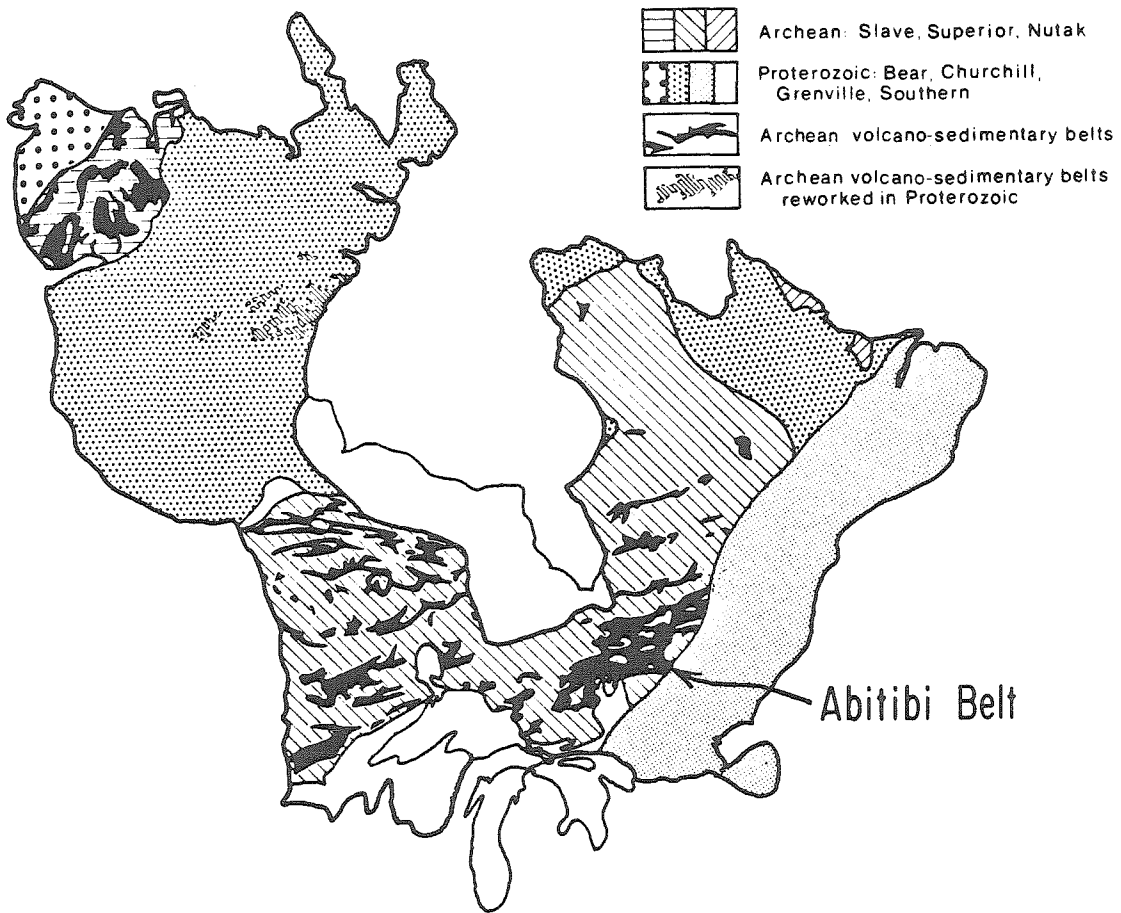 Archean: Slave, Superior, Nutak
Proterozoic: Bear, Churchill,
Grenville, Southern
Archean volcano-sedimentary belts
Archean volcano-sedimentary belts
reworked in Proterozoic
Abitibi Belt